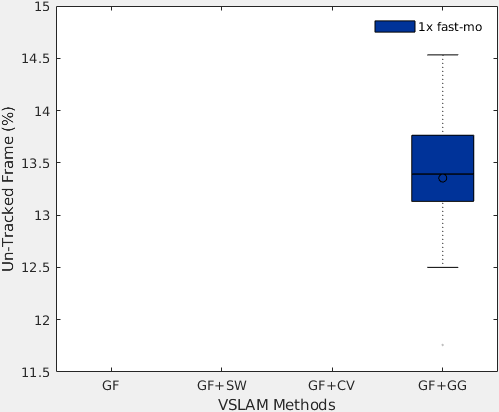 15
1x fast-mo
14.5
14
13.5
13
12.5
12
11.5
Un-Tracked Frame (%)
GF GF+SW GF+CV GF+GG
VSLAM Methods